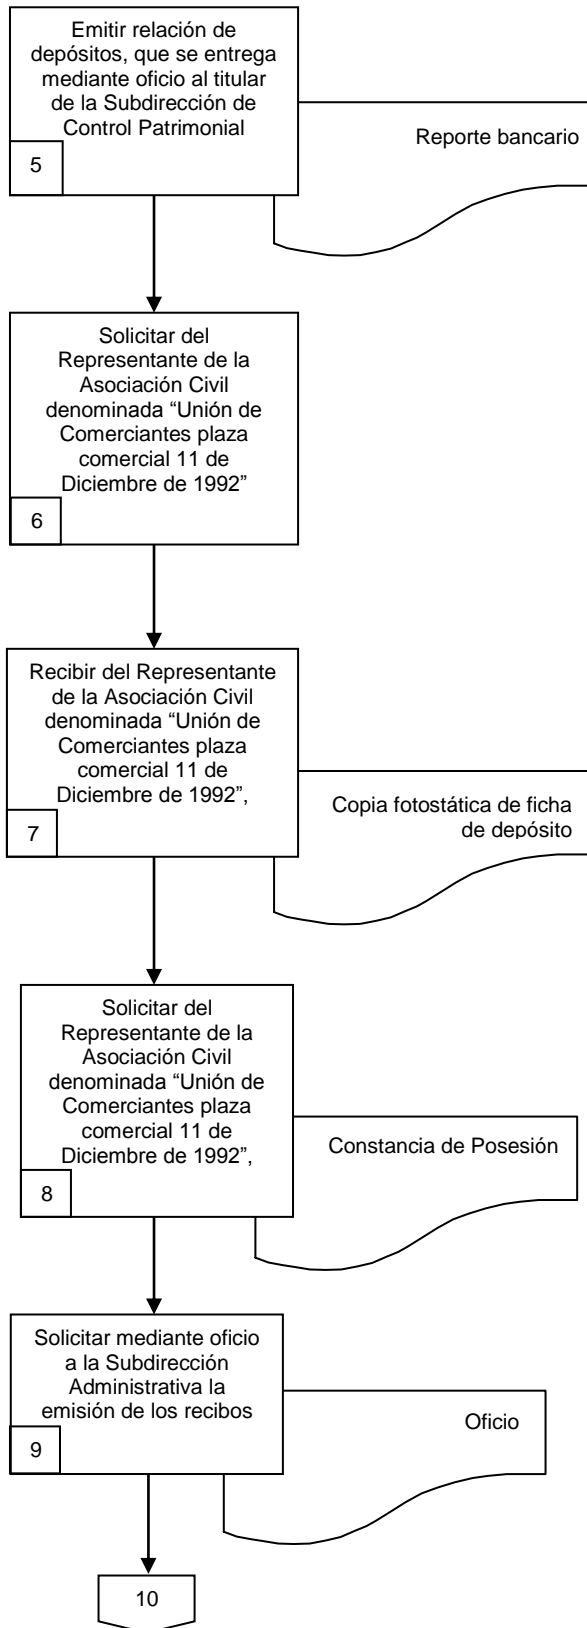 Emitir relación de
depósitos, que se entrega
mediante oficio al titular
de la Subdirección de
Control Patrimonial
5
Reporte bancario
Solicitar del
Representante de la
Asociación Civil
denominada “Unión de
Comerciantes plaza
comercial 11 de
Diciembre de 1992”
6
Recibir del Representante
de la Asociación Civil
denominada “Unión de
Comerciantes plaza
comercial 11 de
Diciembre de 1992”,
7
Copia fotostática de ficha
de depósito
Solicitar del
Representante de la
Asociación Civil
denominada “Unión de
Comerciantes plaza
comercial 11 de
Diciembre de 1992”,
8
Constancia de Posesión
Solicitar mediante oficio
a la Subdirección
Administrativa la
emisión de los recibos
9
Oficio
10